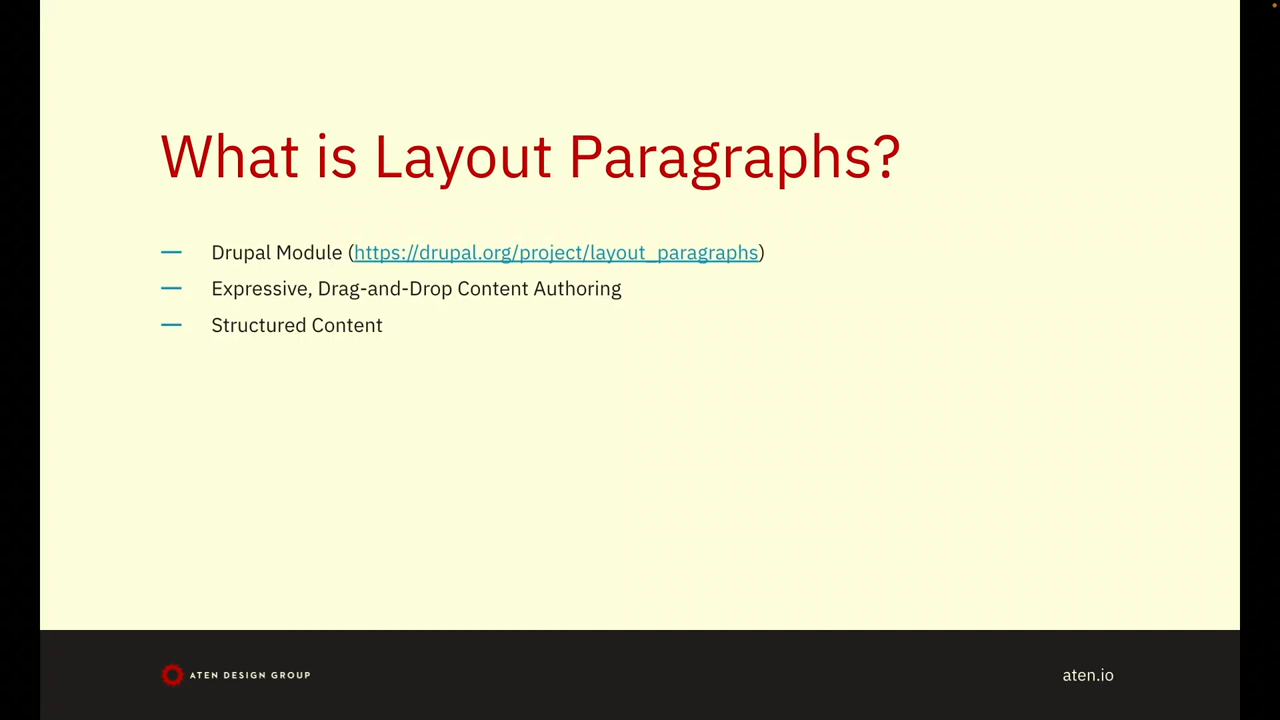 What is Layout Paragraphs?
— Drupal Module (https://drupal.org/project/layout_paragraphs)
— Expressive, Drag-and-Drop Content Authoring
— Structured Content
ATEN DESIGN GROUP
aten.io